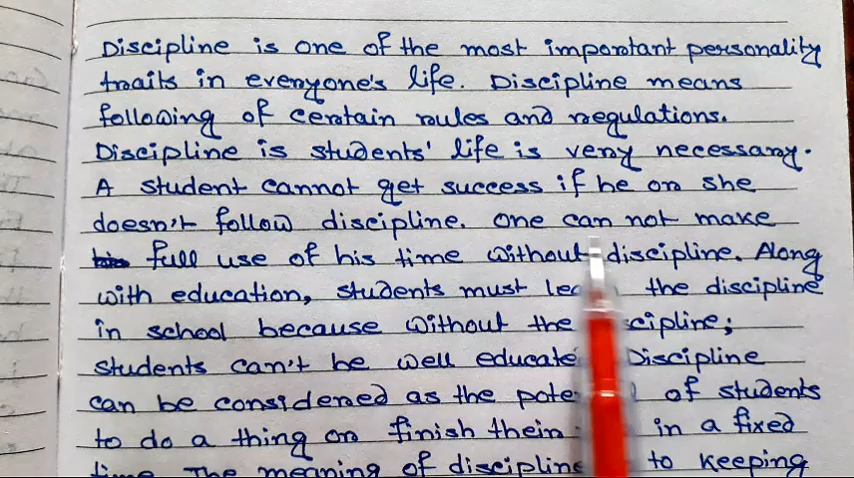 Discipline is one of the most important personality
traits in everyone's life. Discipline means
following of certain rules and regulations.
Discipline is students' life is very necessary.
A student cannot get success if he or she
doesn't follow discipline. One can not make
full use of his time without discipline. Along
with education, students must the discipline
in school because without the
students can't be well Discipline
can be considered as the of students
to do a thing or finish their in a fixed
time. The meaning of discipline to keeping